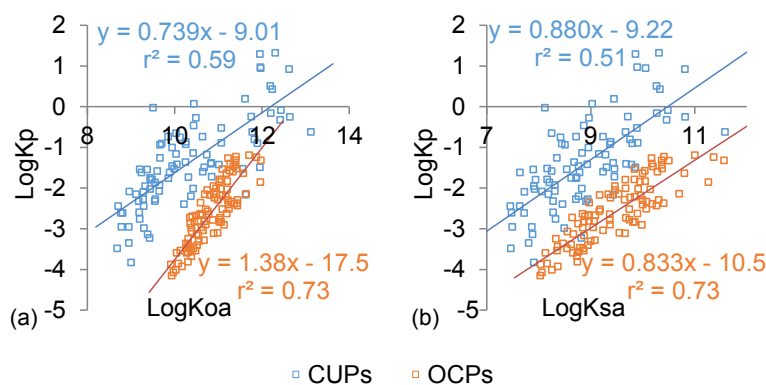 y = 0.739x - 9.01
r² = 0.59
2
1
0
-1
-2
-3
-4
-5
8
10
12
14
LogKp
y = 1.38x - 17.5
r² = 0.73
LogKoa
(a)
y = 0.880x - 9.22
r² = 0.51
2
1
0
-1
-2
-3
-4
-5
7
9
11
LogKp
y = 0.833x - 10.5
r² = 0.73
LogKsa
(b)
CUPs OCPs